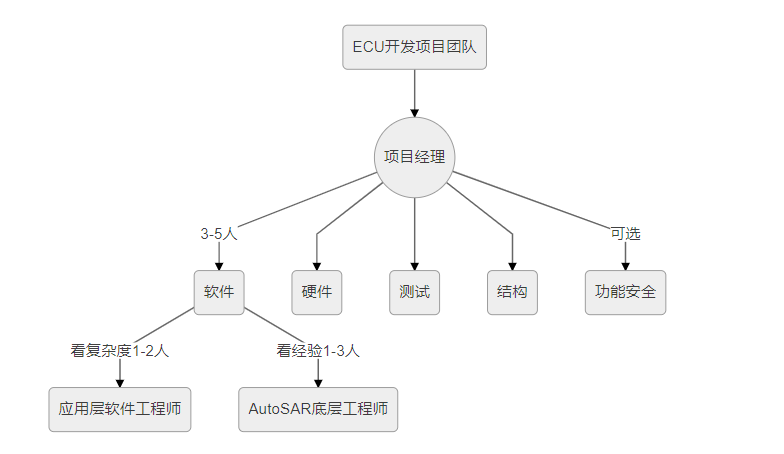 ECU开发项目团队
项目经理
3-5人
可选
软件
硬件
测试
结构
功能安全
看复杂度1-2人
看经验1-3人
应用层软件工程师
AutoSAR底层工程师